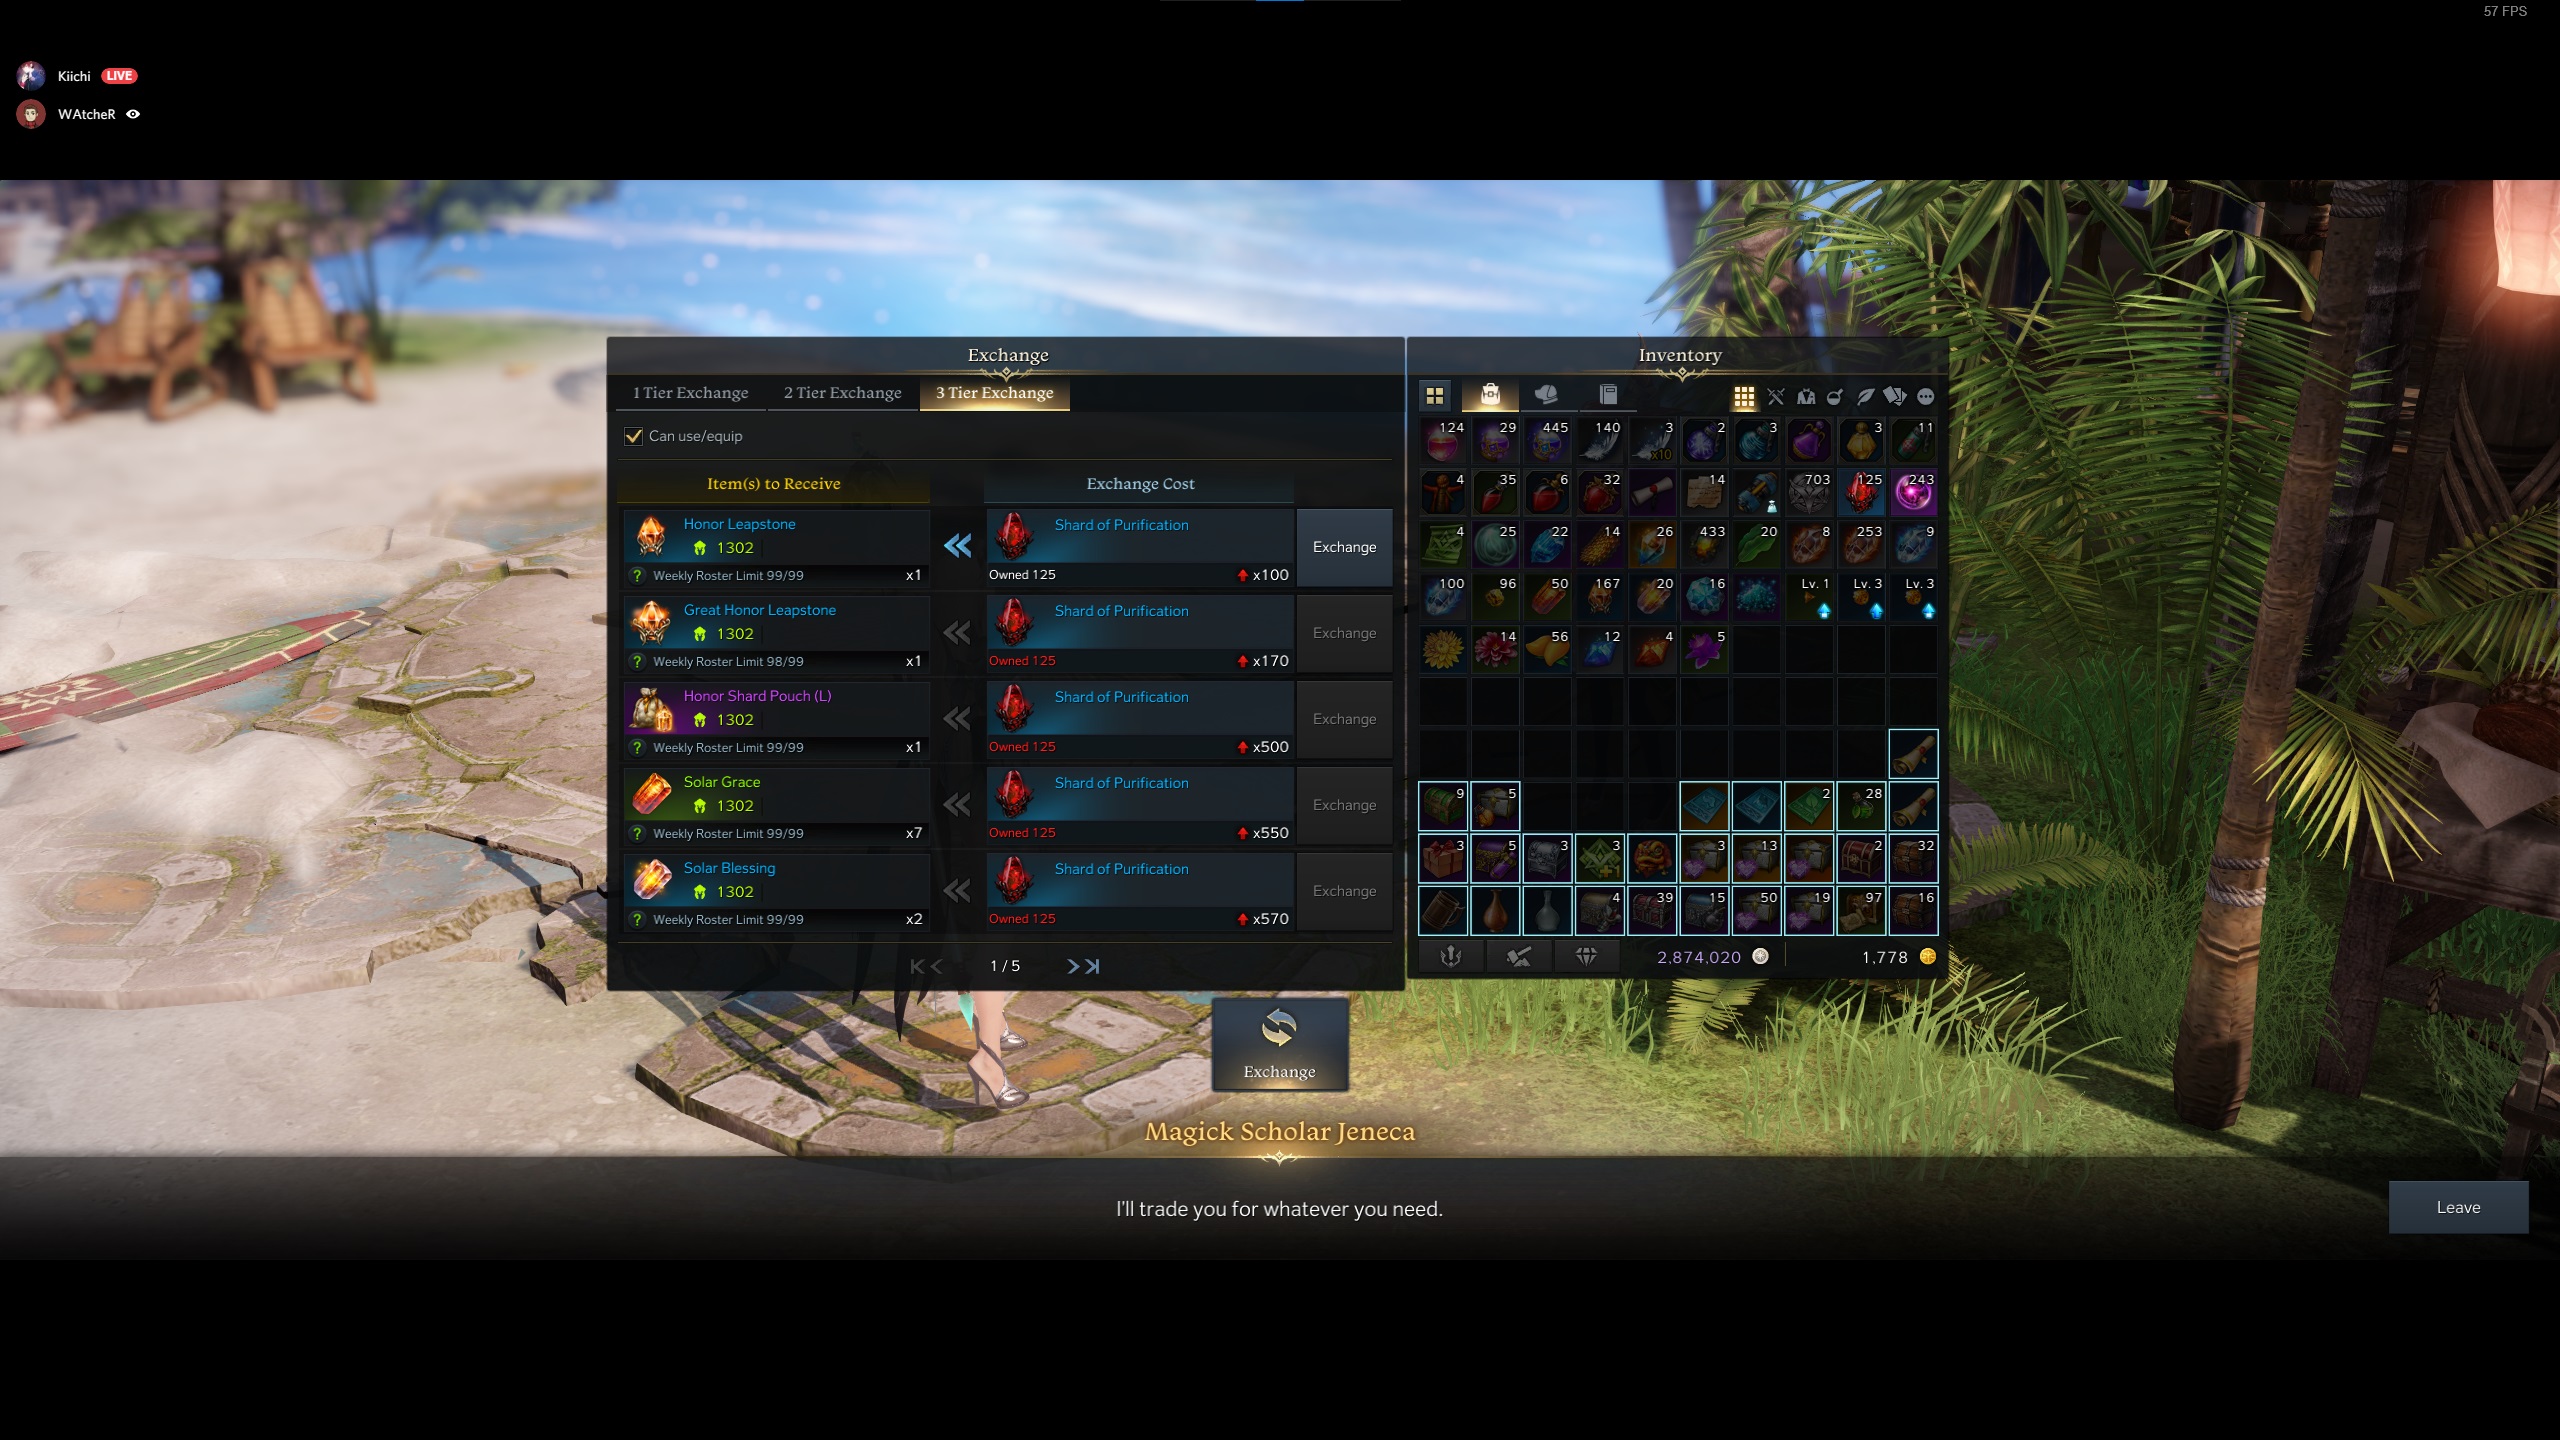 57 FPS
Kiichi LIVE
WAtcheR
Exchange
1 Tier Exchange 2 Tier Exchange 3 Tier Exchange
Can use/equip
Item(s) to Receive Exchange Cost
Honor Leapstone Shard of Purification
1302 Exchange
? Weekly Roster Limit 99/99 x1 Owned 125 x100
Great Honor Leapstone Shard of Purification
1302 Exchange
? Weekly Roster Limit 98/99 x1 Owned 125 x170
Honor Shard Pouch (L) Shard of Purification
1302 Exchange
? Weekly Roster Limit 99/99 x1 Owned 125 x500
Solar Grace Shard of Purification
1302 Exchange
? Weekly Roster Limit 99/99 x7 Owned 125 x550
Solar Blessing Shard of Purification
1302 Exchange
? Weekly Roster Limit 99/99 x2 Owned 125 x570
1 / 5
Inventory
124 29 445 140 3 2 3 3 11
x10
4 35 6 32 14 703 125 243
4 25 22 14 26 433 20 8 253 9
100 96 50 167 20 16 Lv. 1 Lv. 3 Lv. 3
14 56 12 4 5
9 5 2 28
3 5 3 3 3 13 2 32
+1
4 39 15 50 19 97 16
2,874,020 1,778
Exchange
Magick Scholar Jeneca
I'll trade you for whatever you need.
Leave